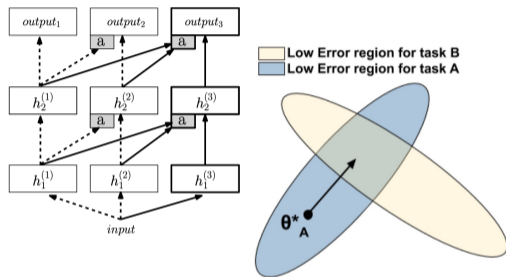 output₁ output₂ output₃
a a
h₂⁽¹⁾ h₂⁽²⁾ h₂⁽³⁾
a a
h₁⁽¹⁾ h₁⁽²⁾ h₁⁽³⁾
input
Low Error region for task B
Low Error region for task A
θ*_A